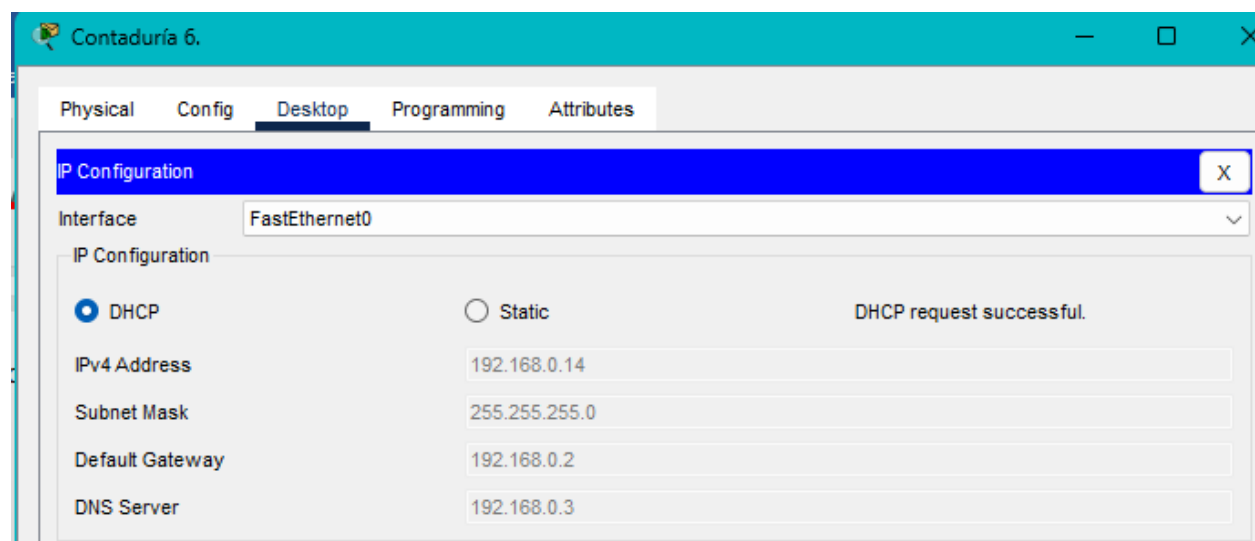 Contaduría 6.
Physical Config Desktop Programming Attributes
IP Configuration X
Interface FastEthernet0
IP Configuration
DHCP Static DHCP request successful.
IPv4 Address 192.168.0.14
Subnet Mask 255.255.255.0
Default Gateway 192.168.0.2
DNS Server 192.168.0.3